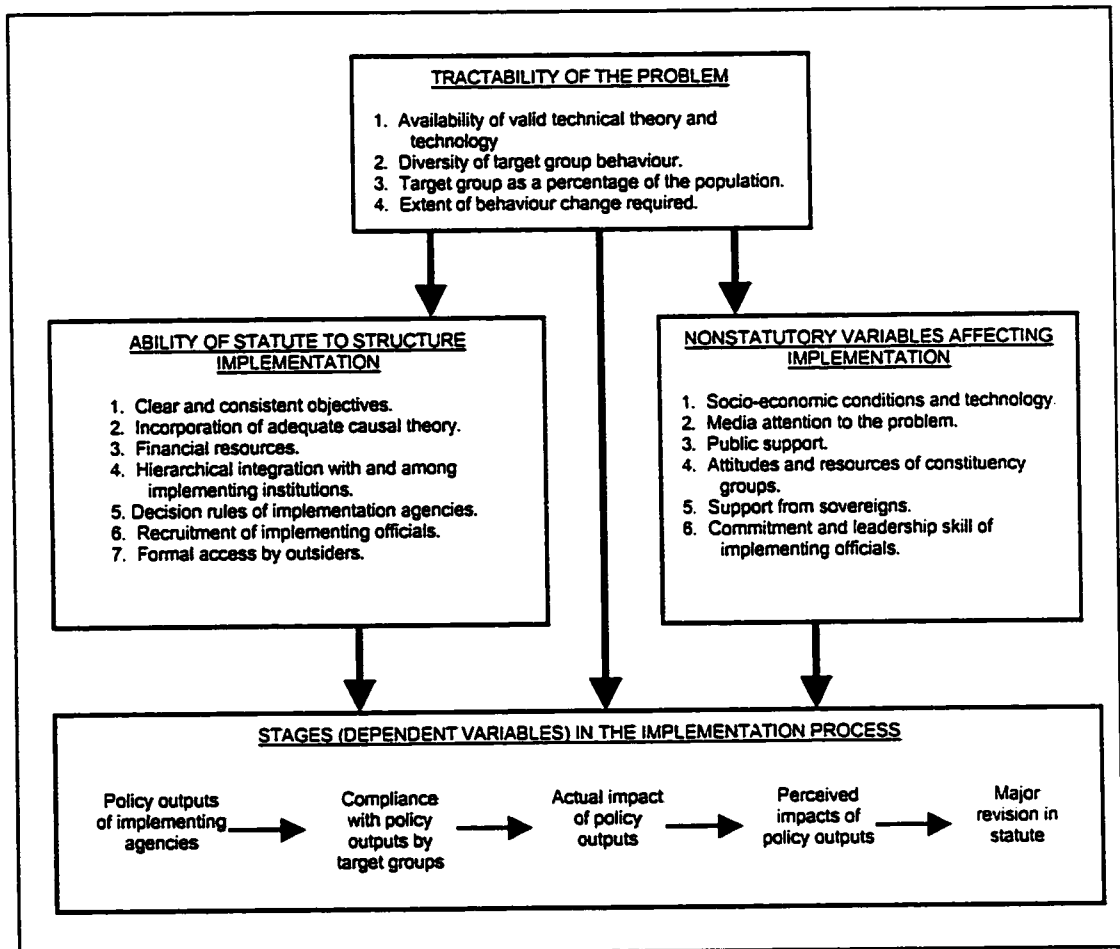 TRACTABILITY OF THE PROBLEM
1. Availability of valid technical theory and
technology
2. Diversity of target group behaviour.
3. Target group as a percentage of the population.
4. Extent of behaviour change required.
ABILITY OF STATUTE TO STRUCTURE
IMPLEMENTATION
1. Clear and consistent objectives.
2. Incorporation of adequate causal theory.
3. Financial resources.
4. Hierarchical integration with and among
implementing institutions.
5. Decision rules of implementation agencies.
6. Recruitment of implementing officials.
7. Formal access by outsiders.
NONSTATUTORY VARIABLES AFFECTING
IMPLEMENTATION
1. Socio-economic conditions and technology.
2. Media attention to the problem.
3. Public support.
4. Attitudes and resources of constituency
groups.
5. Support from sovereigns.
6. Commitment and leadership skill of
implementing officials.
STAGES (DEPENDENT VARIABLES) IN THE IMPLEMENTATION PROCESS
Policy outputs
of implementing
agencies
Compliance
with policy
outputs by
target groups
Actual impact
of policy
outputs
Perceived
impacts of
policy outputs
Major
revision in
statute